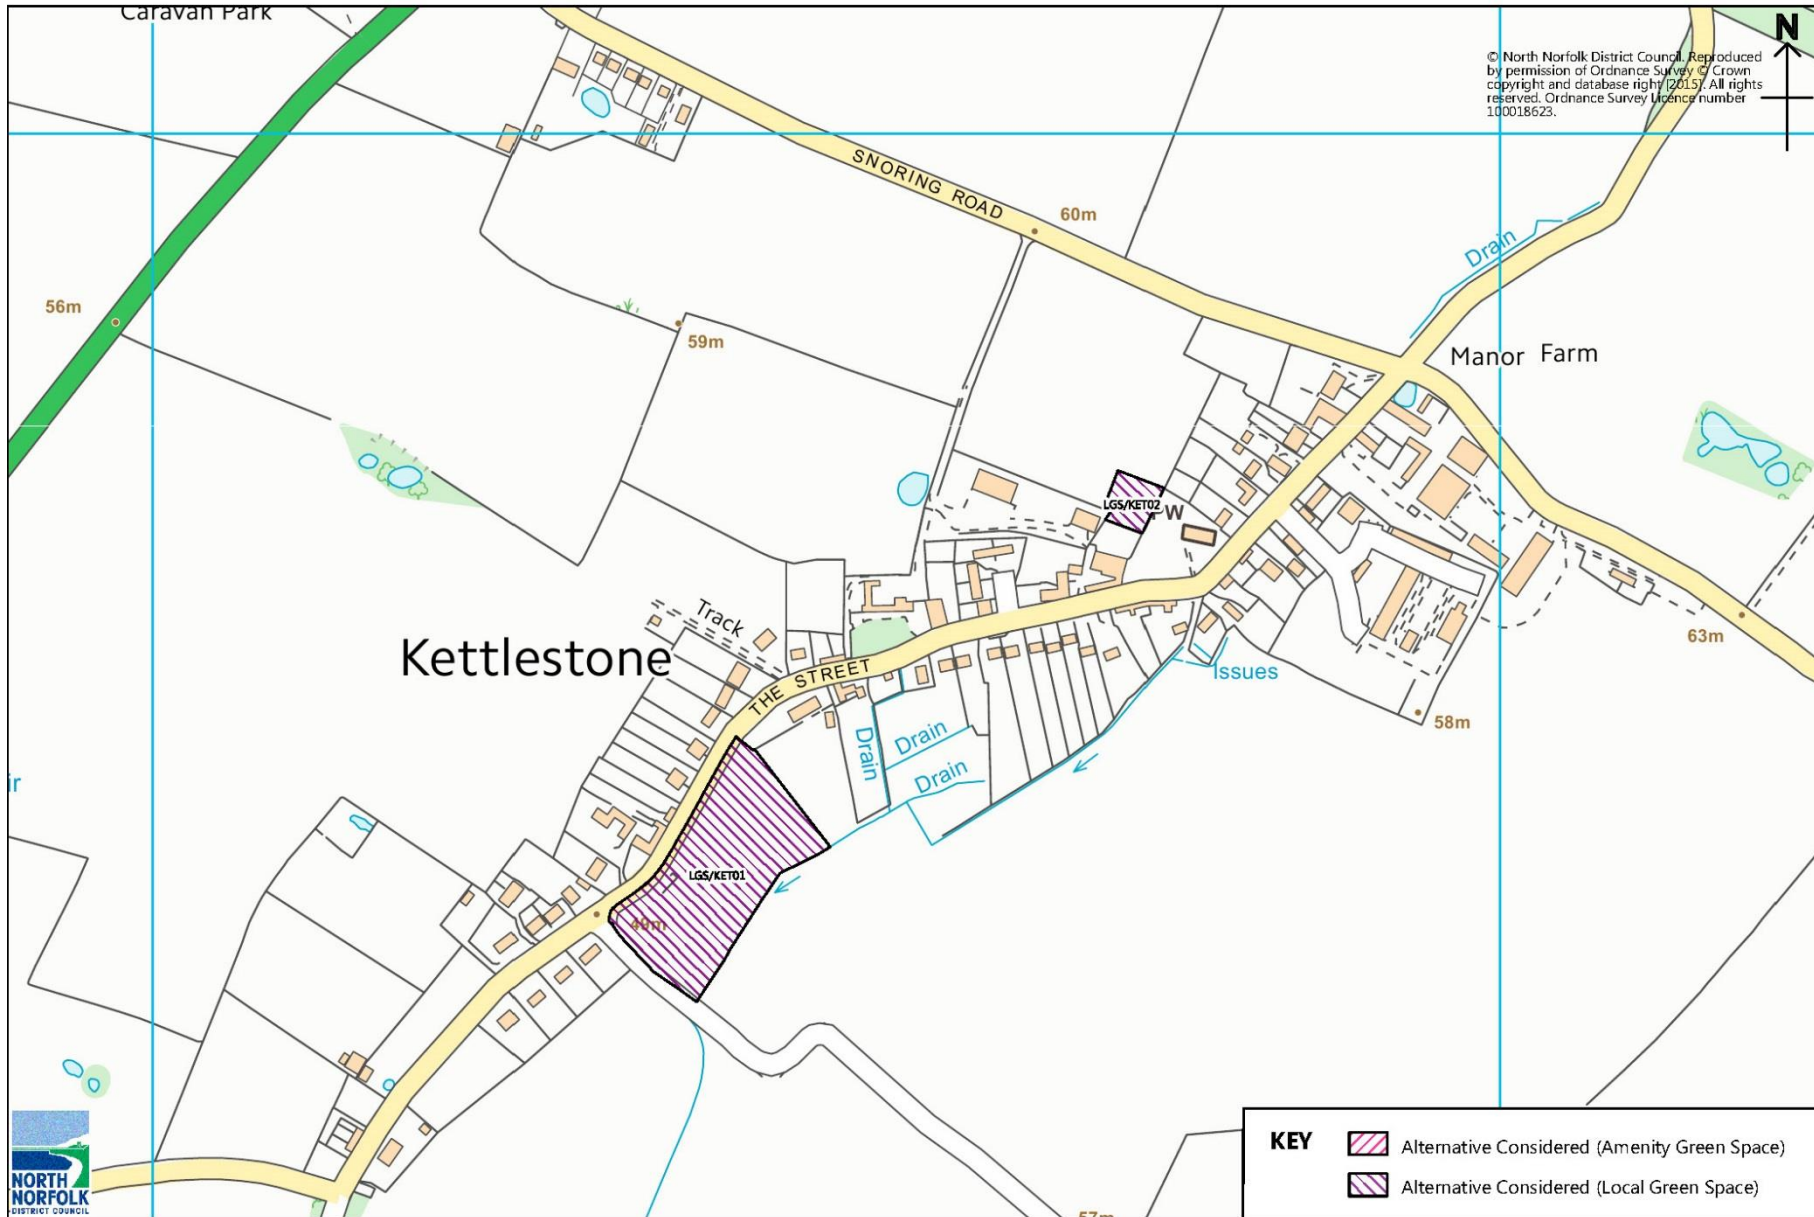 Caravan Park
N
© North Norfolk District Council. Reproduced
by permission of Ordnance Survey © Crown
copyright and database right [2015]. All rights
reserved. Ordnance Survey Licence number
100018623.
SNORING ROAD
60m
Drain
56m
59m
Manor Farm
LGS/KET02
PW
Track
Kettlestone
THE STREET
Issues
63m
58m
Drain
Drain
Drain
ir
LGS/KET01
49m
57m
KEY
Alternative Considered (Amenity Green Space)
Alternative Considered (Local Green Space)
NORTH
NORFOLK
DISTRICT COUNCIL